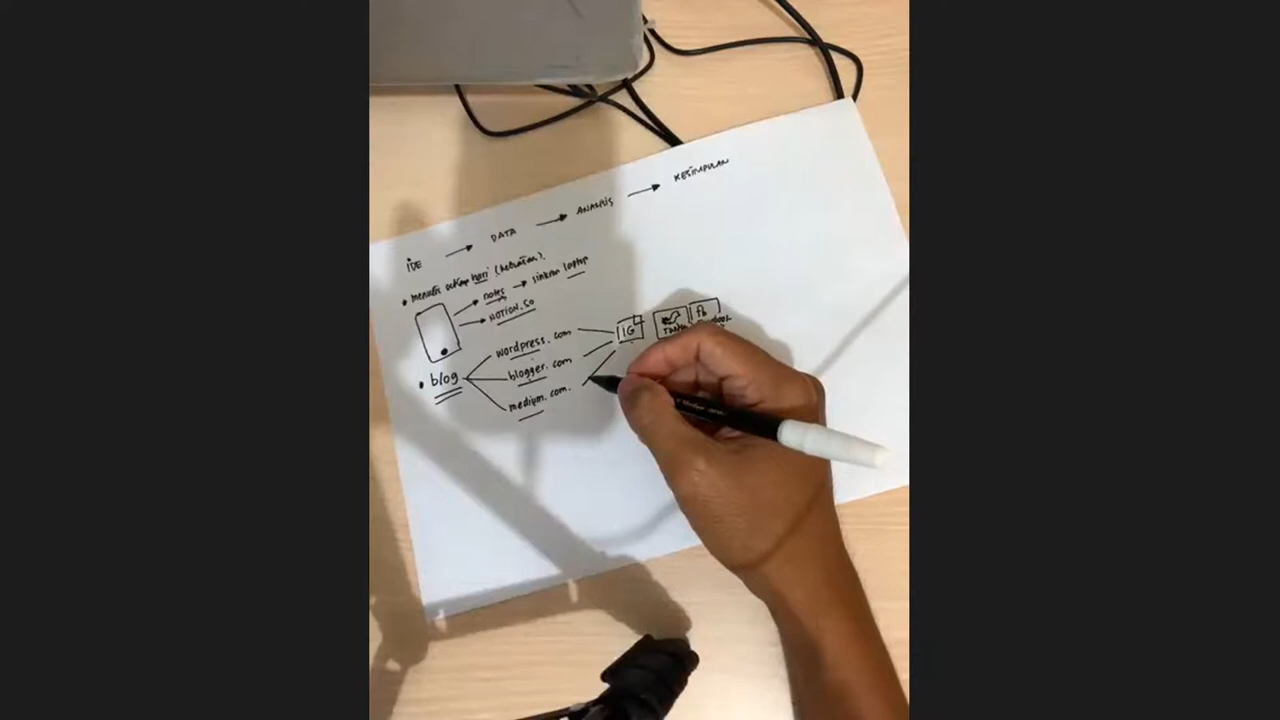 IDE → DATA → ANALISIS → KESIMPULAN
• menulis setiap hari (kebiasaan).
notes → sinkron laptop
NOTION.SO
• blog
wordpress.com
blogger.com
medium.com.
IG
fb